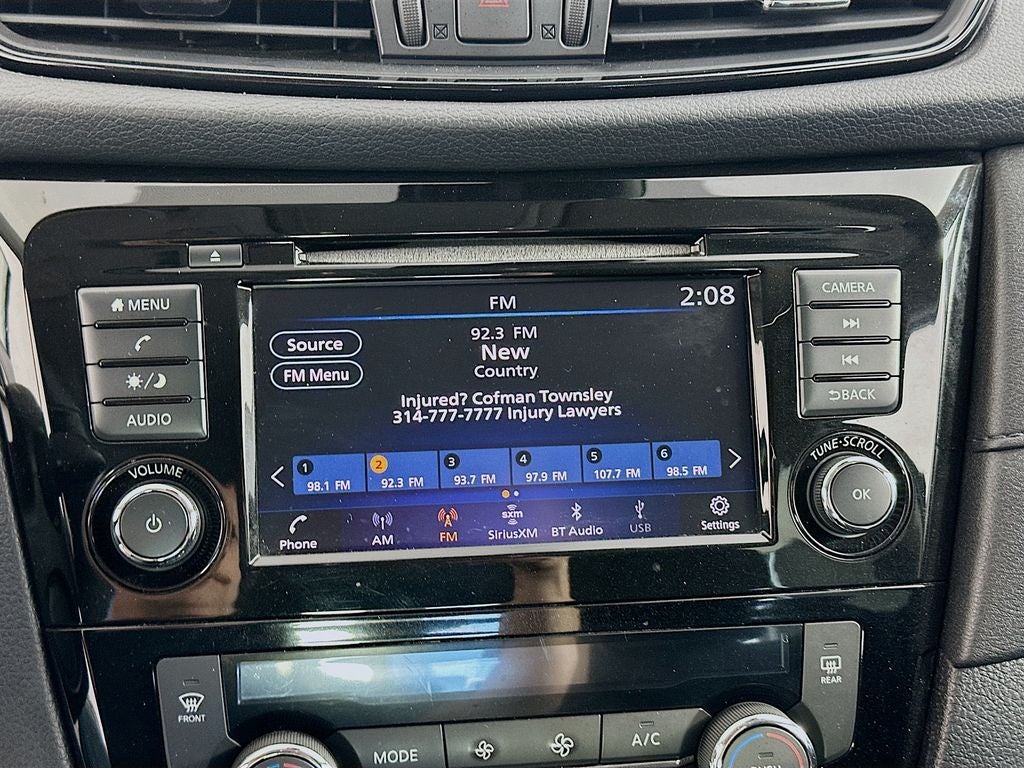 MENU
AUDIO
VOLUME
FM
2:08
Source
FM Menu
92.3 FM
New
Country
Injured? Cofman Townsley
314-777-7777 Injury Lawyers
1
98.1 FM
2
92.3 FM
3
93.7 FM
4
97.9 FM
5
107.7 FM
6
98.5 FM
Phone
AM
FM
sxm
SiriusXM
BT Audio
USB
Settings
CAMERA
BACK
TUNE·SCROLL
OK
FRONT
MODE
A/C
REAR